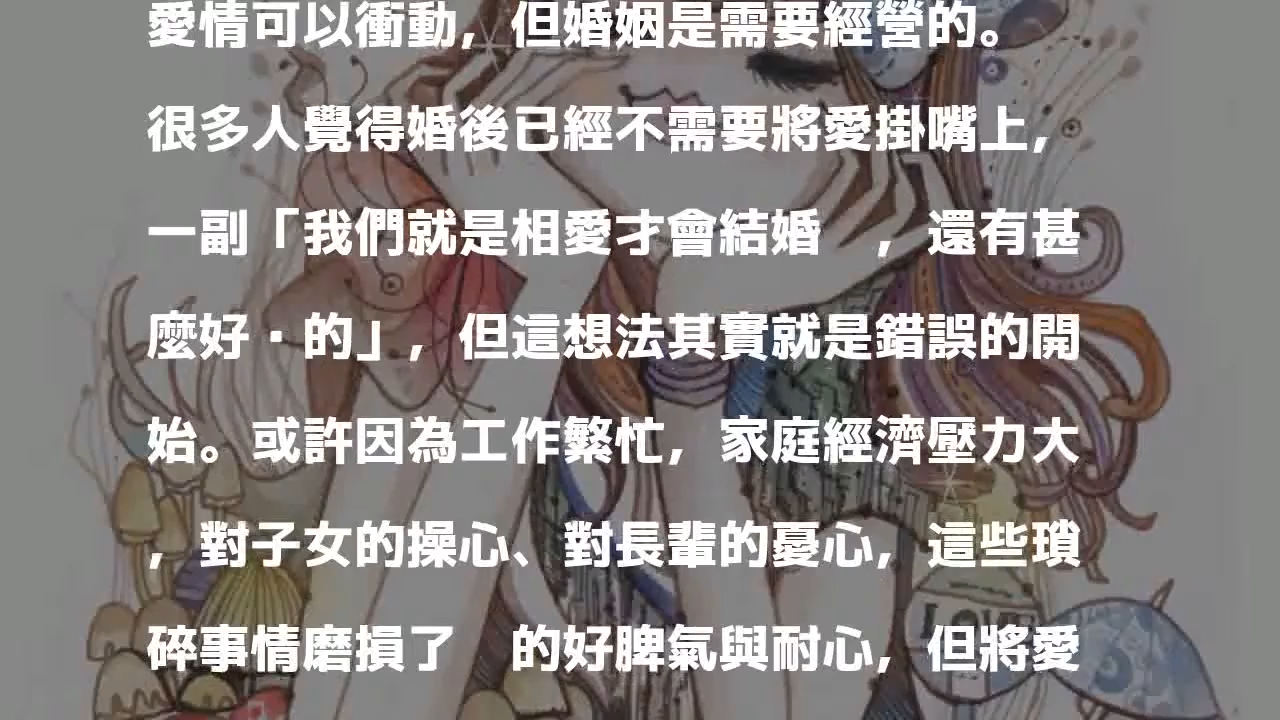 愛情可以衝動，但婚姻是需要經營的。
很多人覺得婚後已經不需要將愛掛嘴上，
一副「我們就是相愛才會結婚　，還有甚
麼好·的」，但這想法其實就是錯誤的開
始。或許因為工作繁忙，家庭經濟壓力大
，對子女的操心、對長輩的憂心，這些瑣
碎事情磨損了　的好脾氣與耐心，但將愛
LOVE